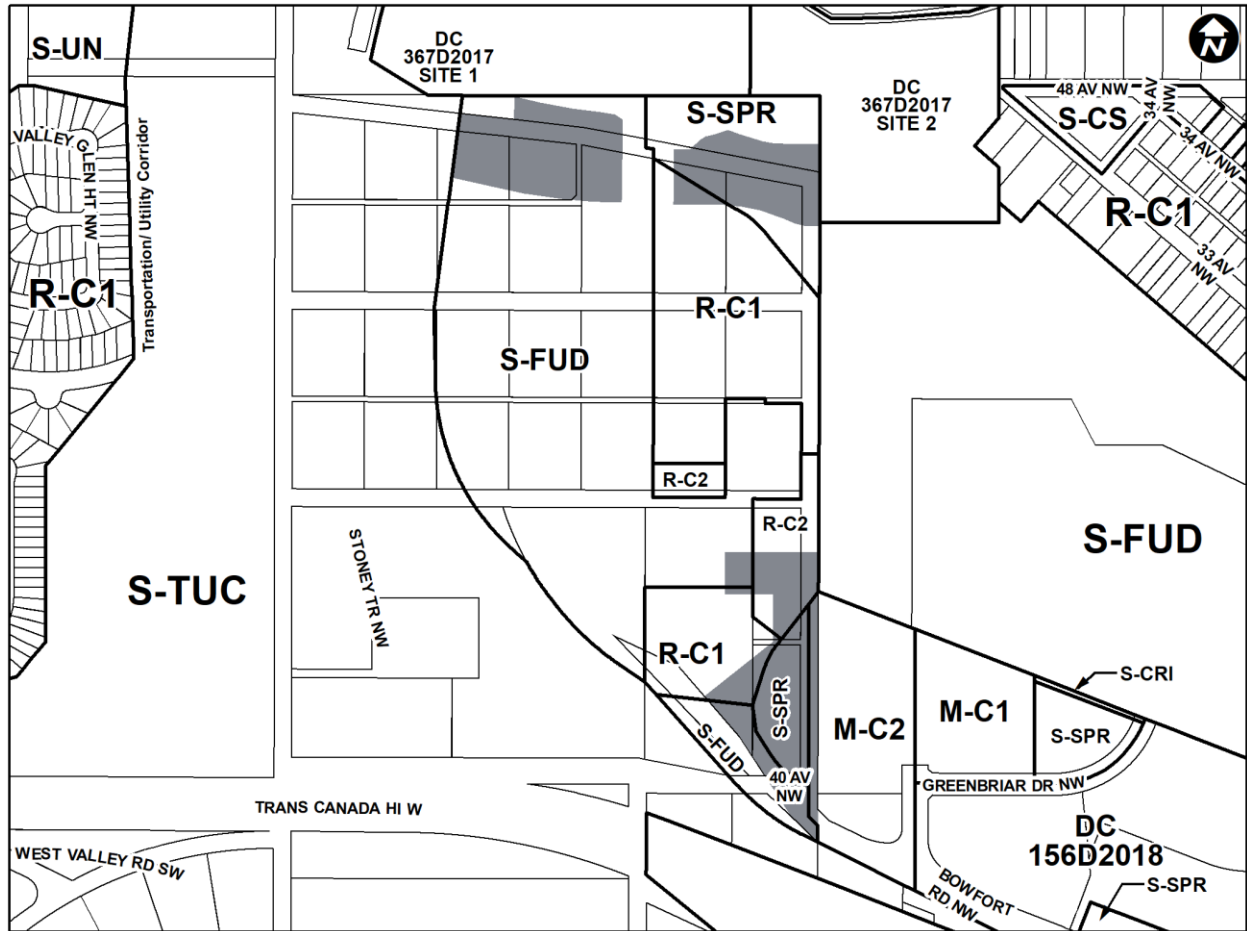 S-UN
DC
367D2017
SITE 1
DC
367D2017
SITE 2
N
48 AV NW
S-CS
34 AV
NW
34 AV NW
S-SPR
VALLEY GLEN HT NW
R-C1
Transportation/ Utility Corridor
R-C1
33 AV
NW
R-C1
S-FUD
R-C2
R-C2
S-FUD
S-TUC
STONEY TR NW
R-C1
S-SPR
S-CRI
M-C2
M-C1
S-SPR
S-FUD
40 AV
NW
GREENBRIAR DR NW
TRANS CANADA HI W
DC
156D2018
WEST VALLEY RD SW
BOWFORT
RD NW
S-SPR